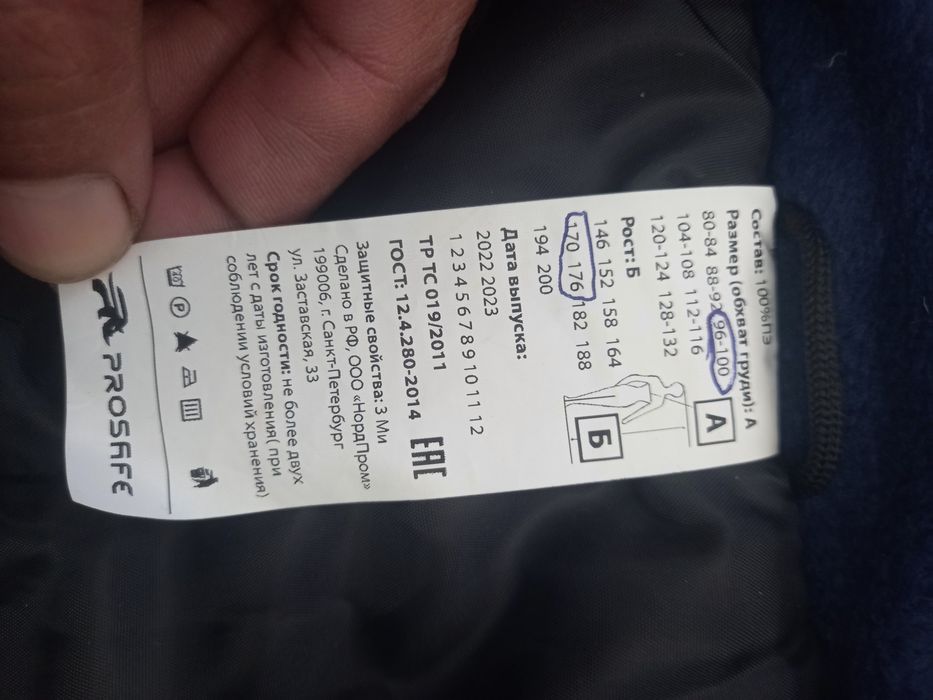 Состав: 100%ПЭ
Размер (обхват груди): А
80-84 88-92 96-100
104-108 112-116
120-124 128-132
А
Рост: Б
146 152 158 164
170 176 182 188
194 200
Б
Дата выпуска:
2022 2023
1 2 3 4 5 6 7 8 9 10 11 12
ТР ТС 019/2011
ГОСТ: 12.4.280-2014
ЕАС
Защитные свойства: З Ми
Сделано в РФ, ООО «НордПром»
199006, г. Санкт-Петербург
ул. Заставская, 33
Срок годности: не более двух
лет с даты изготовления( при
соблюдении условий хранения)
P
PROSAFE